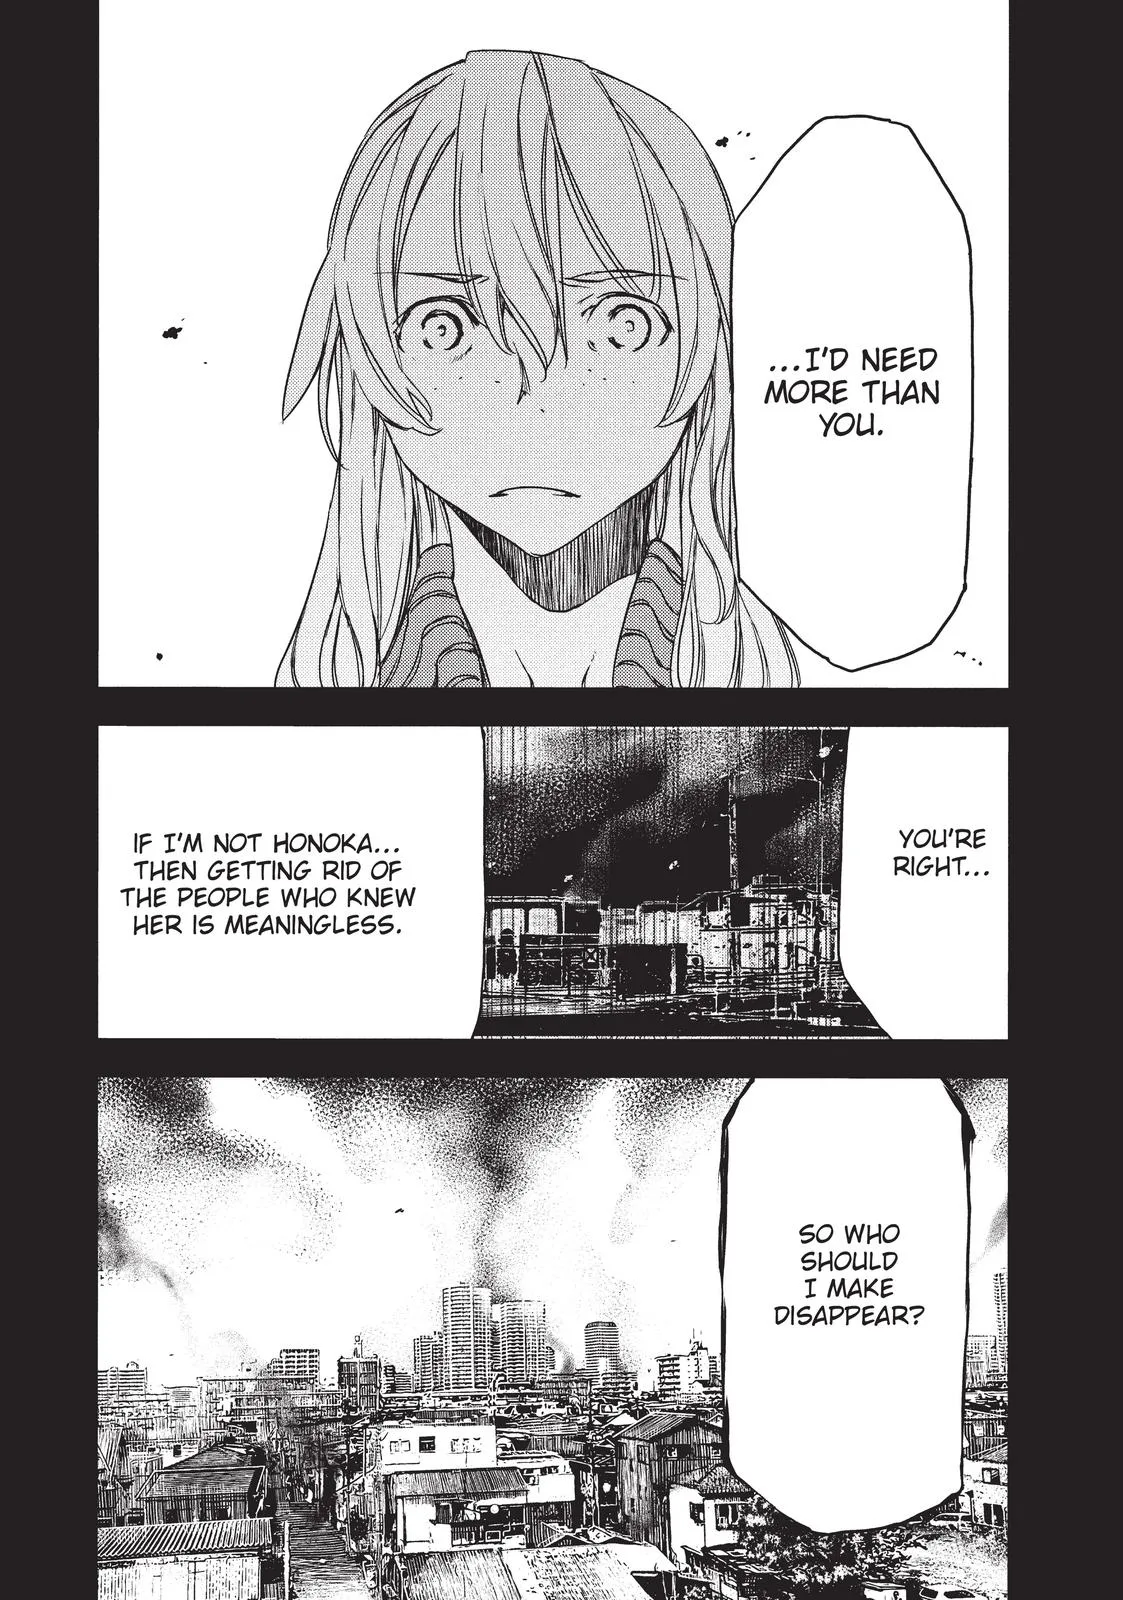 ...I'D NEED
MORE THAN
YOU.
YOU'RE
RIGHT...
IF I'M NOT HONOKA...
THEN GETTING RID OF
THE PEOPLE WHO KNEW
HER IS MEANINGLESS.
SO WHO
SHOULD
I MAKE
DISAPPEAR?